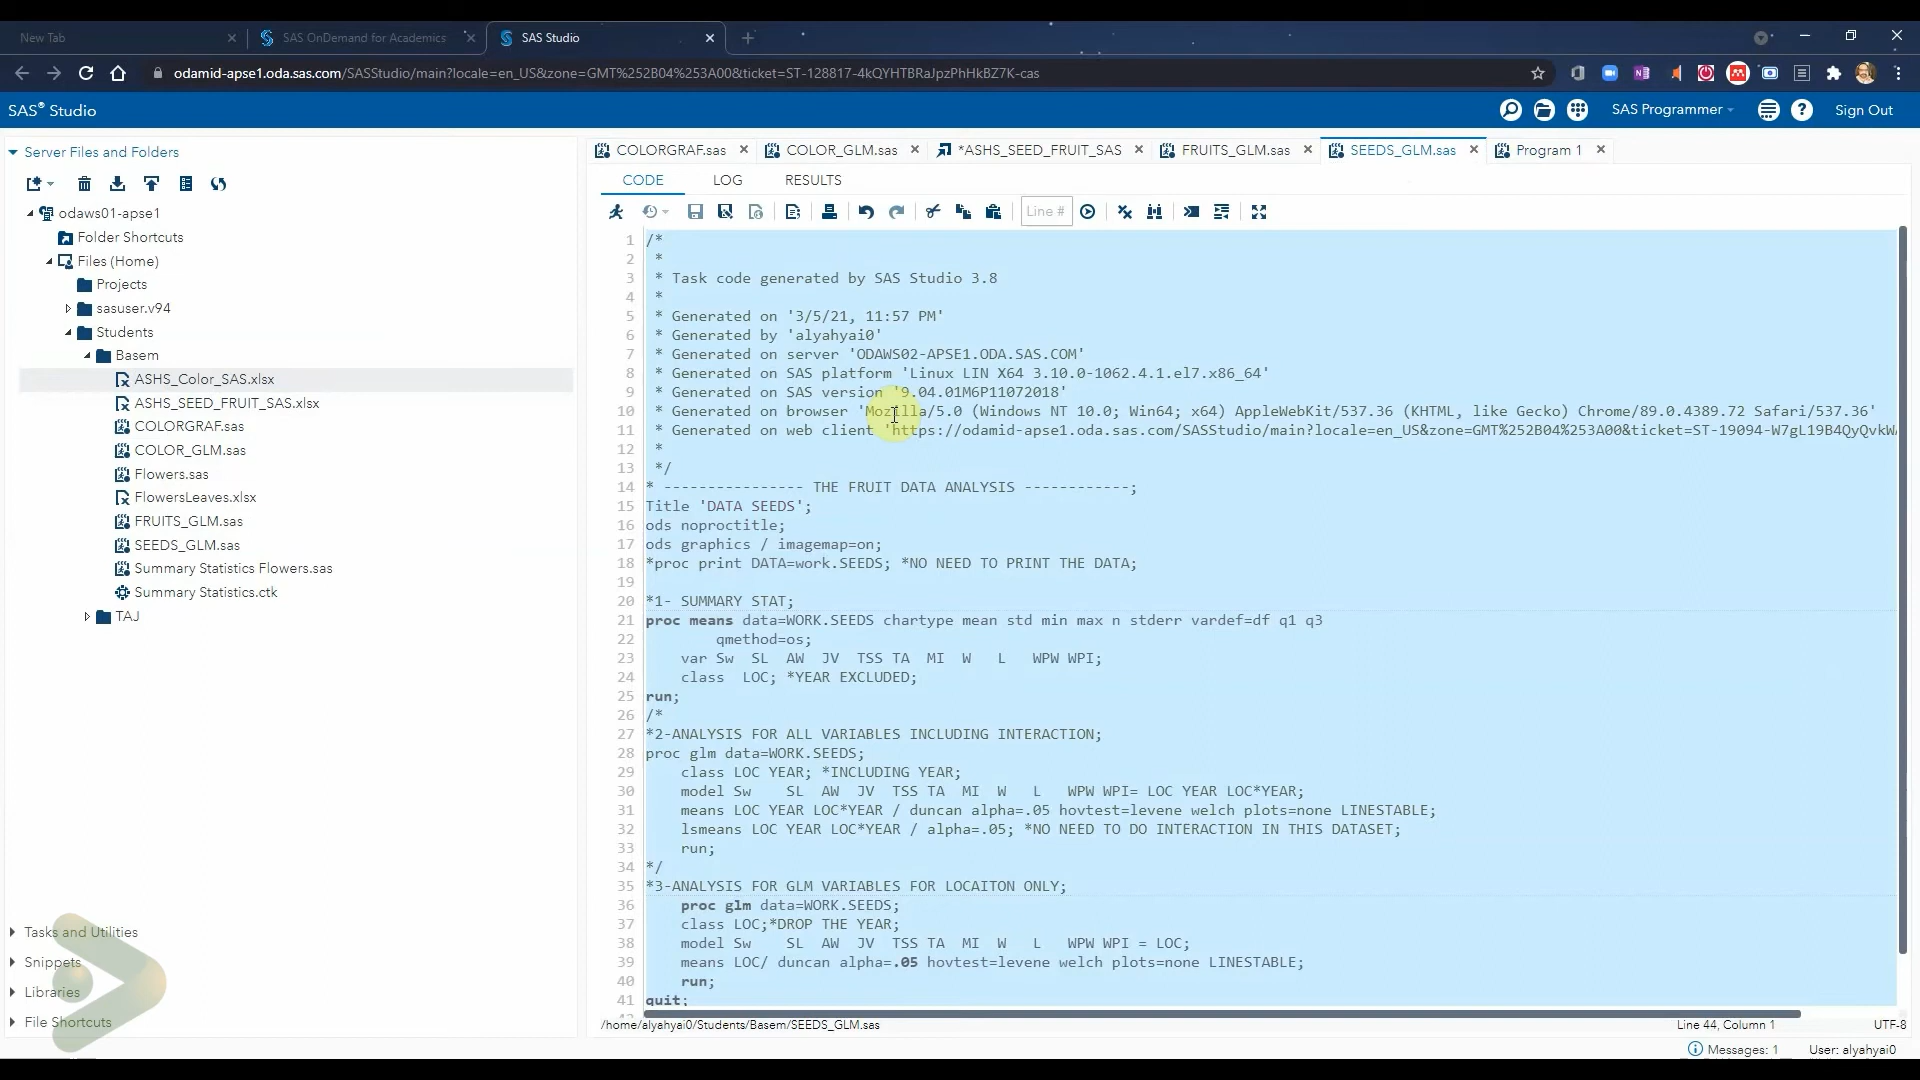 New Tab
SAS OnDemand for Academics
SAS Studio
odamid-apse1.oda.sas.com/SASStudio/main?locale=en_US&zone=GMT%252B04%253A00&ticket=ST-128817-4kQYHTBRaJpzPhHkBZ7K-cas
SAS® Studio
SAS Programmer
Sign Out
Server Files and Folders
odaws01-apse1
Folder Shortcuts
Files (Home)
Projects
sasuser.v94
Students
Basem
ASHS_Color_SAS.xlsx
ASHS_SEED_FRUIT_SAS.xlsx
COLORGRAF.sas
COLOR_GLM.sas
Flowers.sas
FlowersLeaves.xlsx
FRUITS_GLM.sas
SEEDS_GLM.sas
Summary Statistics Flowers.sas
Summary Statistics.ctk
TAJ
Tasks and Utilities
Snippets
Libraries
File Shortcuts
COLORGRAF.sas
COLOR_GLM.sas
*ASHS_SEED_FRUIT_SAS
FRUITS_GLM.sas
SEEDS_GLM.sas
Program 1
CODE LOG RESULTS
Line #
1 /*
2 *
3 * Task code generated by SAS Studio 3.8
4 *
5 * Generated on '3/5/21, 11:57 PM'
6 * Generated by 'alyahyai0'
7 * Generated on server 'ODAWS02-APSE1.ODA.SAS.COM'
8 * Generated on SAS platform 'Linux LIN X64 3.10.0-1062.4.1.el7.x86_64'
9 * Generated on SAS version '9.04.01M6P11072018'
10 * Generated on browser 'Mozilla/5.0 (Windows NT 10.0; Win64; x64) AppleWebKit/537.36 (KHTML, like Gecko) Chrome/89.0.4389.72 Safari/537.36'
11 * Generated on web client 'https://odamid-apse1.oda.sas.com/SASStudio/main?locale=en_US&zone=GMT%252B04%253A00&ticket=ST-19094-W7gL19B4QyQvkW
12 *
13 */
14 * ---------------- THE FRUIT DATA ANALYSIS ------------;
15 Title 'DATA SEEDS';
16 ods noproctitle;
17 ods graphics / imagemap=on;
18 *proc print DATA=work.SEEDS; *NO NEED TO PRINT THE DATA;
19
20 *1- SUMMARY STAT;
21 proc means data=WORK.SEEDS chartype mean std min max n stderr vardef=df q1 q3
22 qmethod=os;
23 var Sw SL AW JV TSS TA MI W L WPW WPI;
24 class LOC; *YEAR EXCLUDED;
25 run;
26 /*
27 *2-ANALYSIS FOR ALL VARIABLES INCLUDING INTERACTION;
28 proc glm data=WORK.SEEDS;
29 class LOC YEAR; *INCLUDING YEAR;
30 model Sw SL AW JV TSS TA MI W L WPW WPI= LOC YEAR LOC*YEAR;
31 means LOC YEAR LOC*YEAR / duncan alpha=.05 hovtest=levene welch plots=none LINESTABLE;
32 lsmeans LOC YEAR LOC*YEAR / alpha=.05; *NO NEED TO DO INTERACTION IN THIS DATASET;
33 run;
34 */
35 *3-ANALYSIS FOR GLM VARIABLES FOR LOCAITON ONLY;
36 proc glm data=WORK.SEEDS;
37 class LOC;*DROP THE YEAR;
38 model Sw SL AW JV TSS TA MI W L WPW WPI = LOC;
39 means LOC/ duncan alpha=.05 hovtest=levene welch plots=none LINESTABLE;
40 run;
41 quit;
/home/alyahyai0/Students/Basem/SEEDS_GLM.sas
Line 44, Column 1
UTF-8
Messages: 1
User: alyahyai0